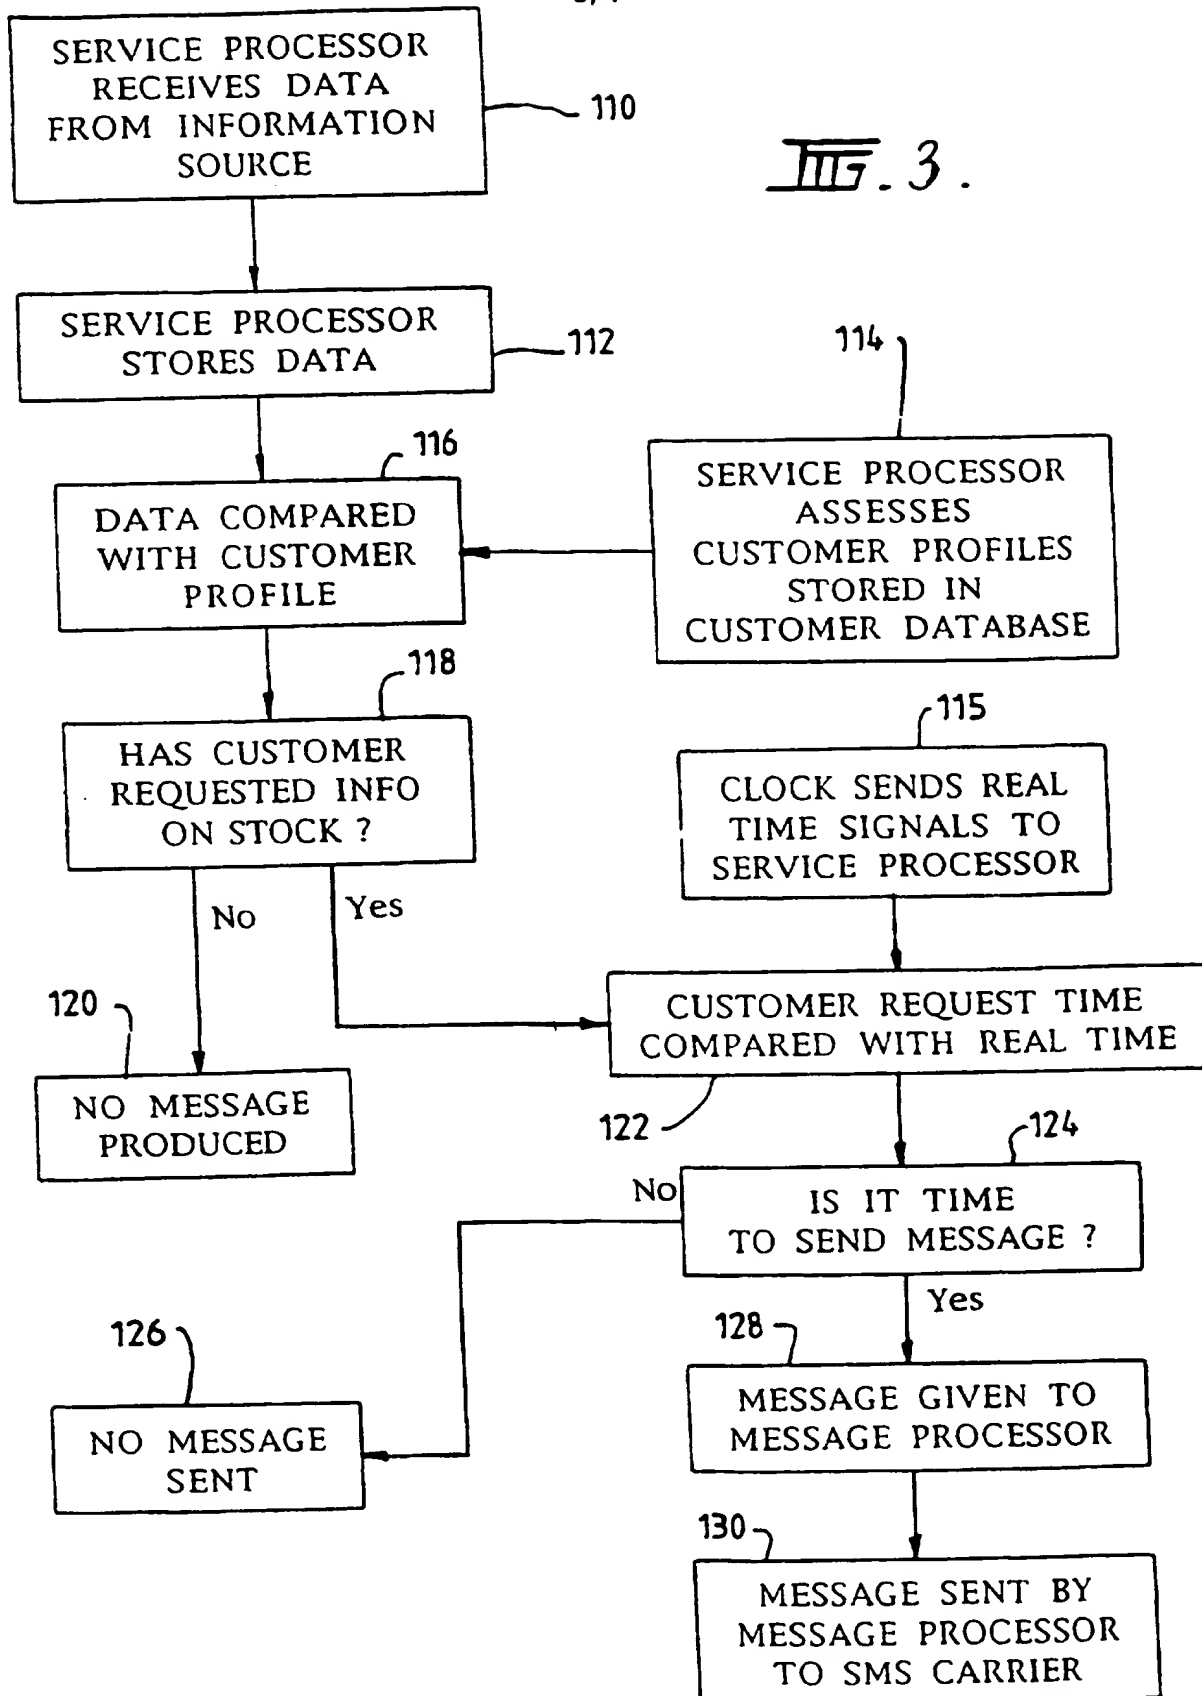 SERVICE PROCESSOR
RECEIVES DATA
FROM INFORMATION
SOURCE
110
FIG. 3.
SERVICE PROCESSOR
STORES DATA
112
114
116
DATA COMPARED
WITH CUSTOMER
PROFILE
SERVICE PROCESSOR
ASSESSES
CUSTOMER PROFILES
STORED IN
CUSTOMER DATABASE
118
HAS CUSTOMER
REQUESTED INFO
ON STOCK ?
115
CLOCK SENDS REAL
TIME SIGNALS TO
SERVICE PROCESSOR
No
Yes
120
NO MESSAGE
PRODUCED
CUSTOMER REQUEST TIME
COMPARED WITH REAL TIME
122
124
No
IS IT TIME
TO SEND MESSAGE ?
Yes
126
NO MESSAGE
SENT
128
MESSAGE GIVEN TO
MESSAGE PROCESSOR
130
MESSAGE SENT BY
MESSAGE PROCESSOR
TO SMS CARRIER